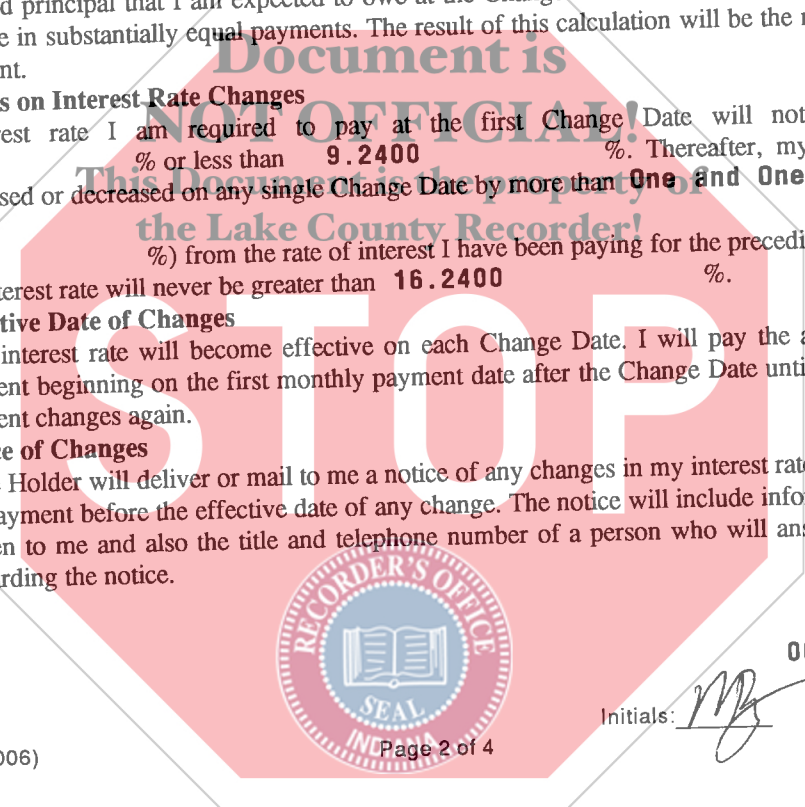 d principal that I am expected to owe at the Chang
e in substantially equal payments. The result of this calculation will be the
nt.
s on Interest Rate Changes
rest rate I am required to pay at the first Change Date will not
% or less than 9.2400 %. Thereafter, my
sed or decreased on any single Change Date by more than One and One
%) from the rate of interest I have been paying for the precedi
terest rate will never be greater than 16.2400 %.
tive Date of Changes
interest rate will become effective on each Change Date. I will pay the a
ent beginning on the first monthly payment date after the Change Date unti
ent changes again.
ce of Changes
Holder will deliver or mail to me a notice of any changes in my interest rate
ayment before the effective date of any change. The notice will include info
en to me and also the title and telephone number of a person who will ans
rding the notice.
Document is
NOT OFFICIAL!
This Document is the property of
the Lake County Recorder!
STOP
RECORDER'S OFFICE
SEAL
INDIANA
Initials:
Page 2 of 4
006)